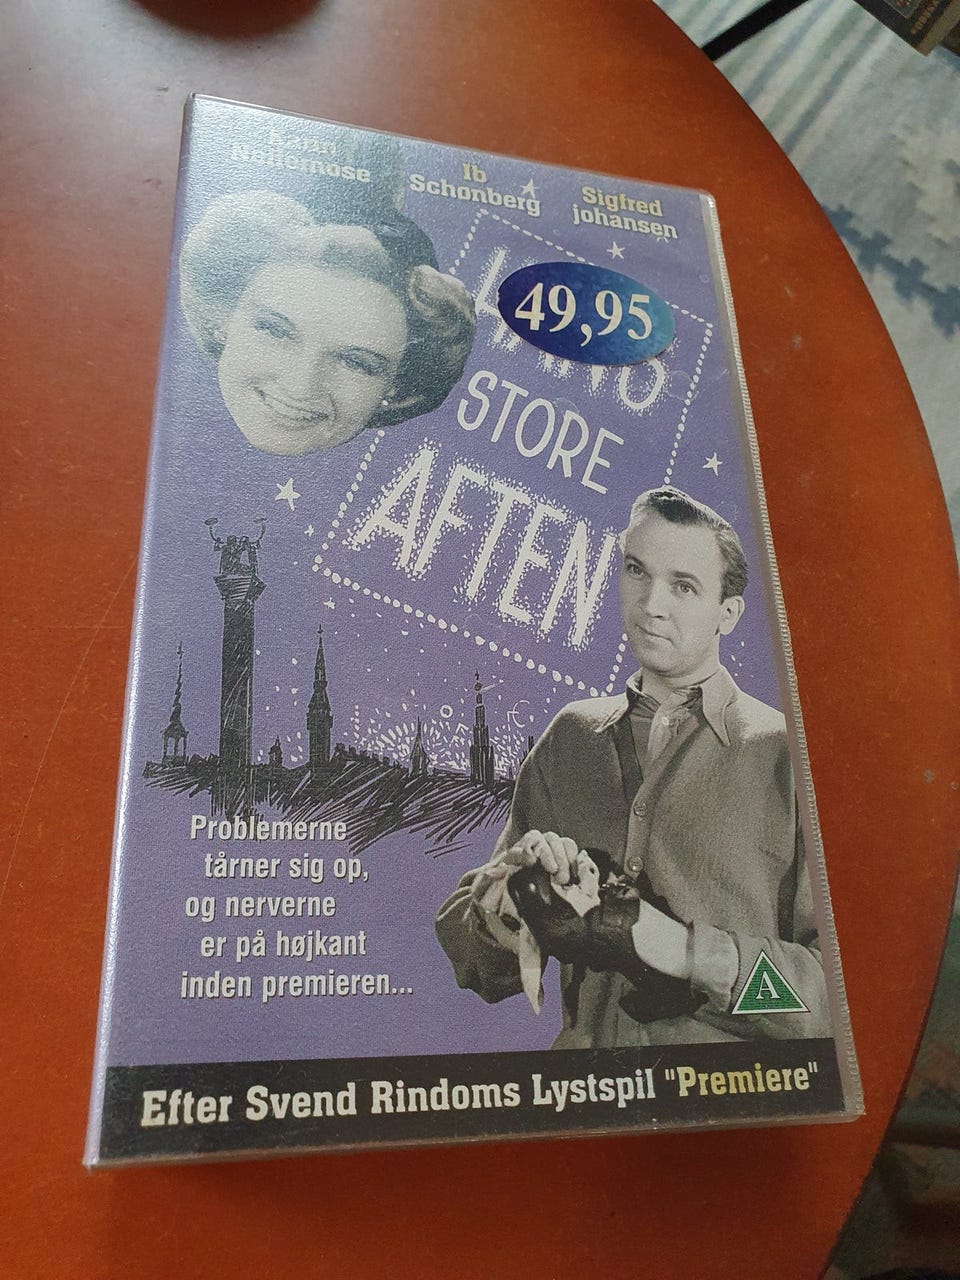 Ib
Schønberg
Sigfred
johansen
49,95
STORE
AFTEN
Problemerne
tårner sig op,
og nerverne
er på højkant
inden premieren...
A
Efter Svend Rindoms Lystspil "Premiere"